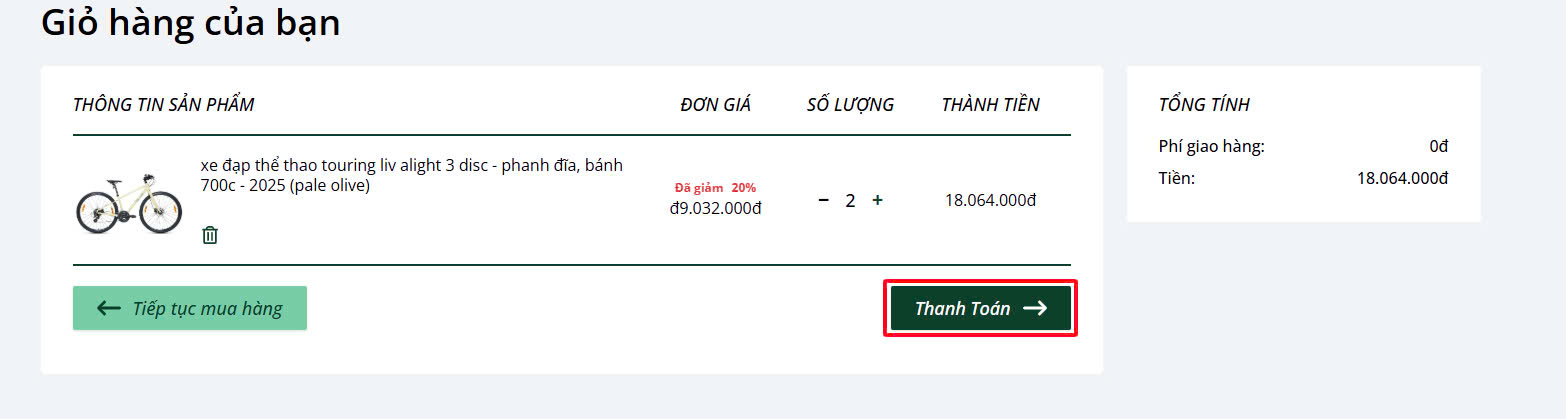 Giỏ hàng của bạn
THÔNG TIN SẢN PHẨM ĐƠN GIÁ SỐ LƯỢNG THÀNH TIỀN
xe đạp thể thao touring liv alight 3 disc - phanh đĩa, bánh
700c - 2025 (pale olive)
Đã giảm 20%
đ9.032.000đ
− 2 +
18.064.000đ
Tiếp tục mua hàng
Thanh Toán
TỔNG TÍNH
Phí giao hàng: 0đ
Tiền: 18.064.000đ